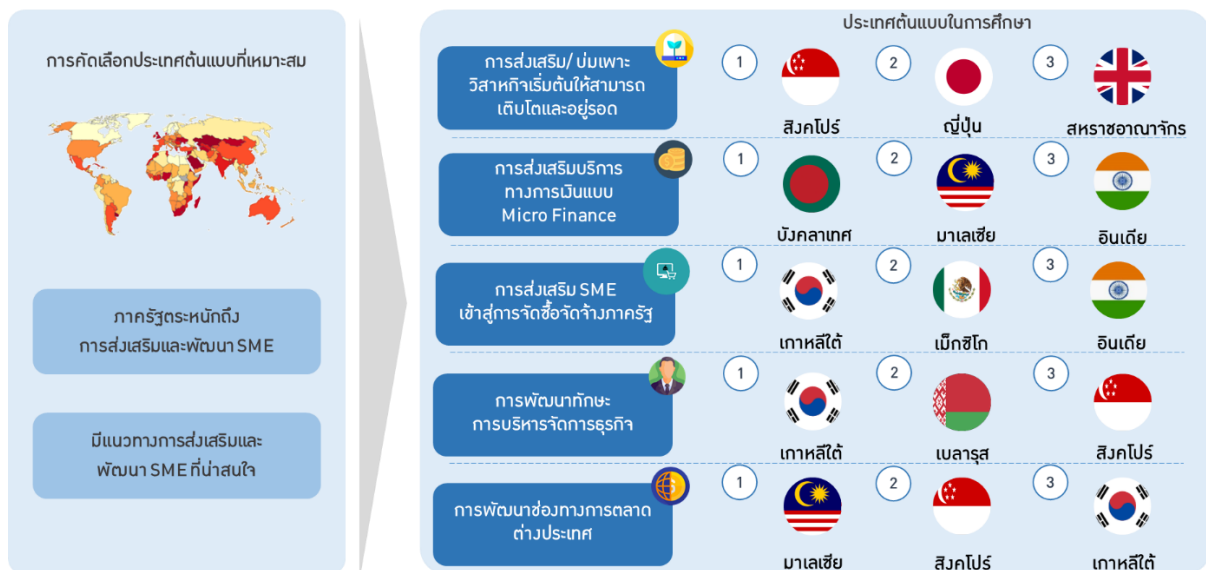 การคัดเลือกประเทศต้นแบบที่เหมาะสม
ภาครัฐตระหนักถึง
การส่งเสริมและพัฒนา SME
มีแนวทางการส่งเสริมและ
พัฒนา SME ที่น่าสนใจ
ประเทศต้นแบบในการศึกษา
การส่งเสริม/ บ่มเพาะ
วิสาหกิจเริ่มต้นให้สามารถ
เติบโตและอยู่รอด
1 2 3
สิงคโปร์ ญี่ปุ่น สหราชอาณาจักร
การส่งเสริมบริการ
ทางการเงินแบบ
Micro Finance
1 2 3
บังคลาเทศ มาเลเซีย อินเดีย
การส่งเสริม SME
เข้าสู่การจัดซื้อจัดจ้างภาครัฐ
1 2 3
เกาหลีใต้ เม็กซิโก อินเดีย
การพัฒนาทักษะ
การบริหารจัดการธุรกิจ
1 2 3
เกาหลีใต้ เบลารุส สิงคโปร์
การพัฒนาช่องทางการตลาด
ต่างประเทศ
1 2 3
มาเลเซีย สิงคโปร์ เกาหลีใต้